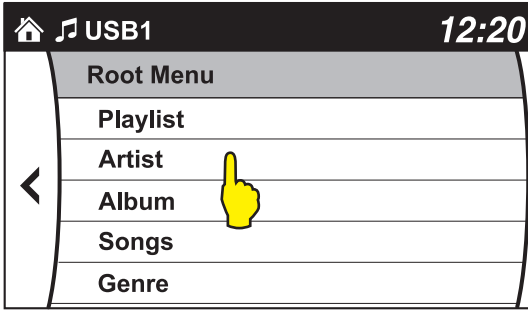 USB1 12:20
Root Menu
Playlist
Artist
Album
Songs
Genre